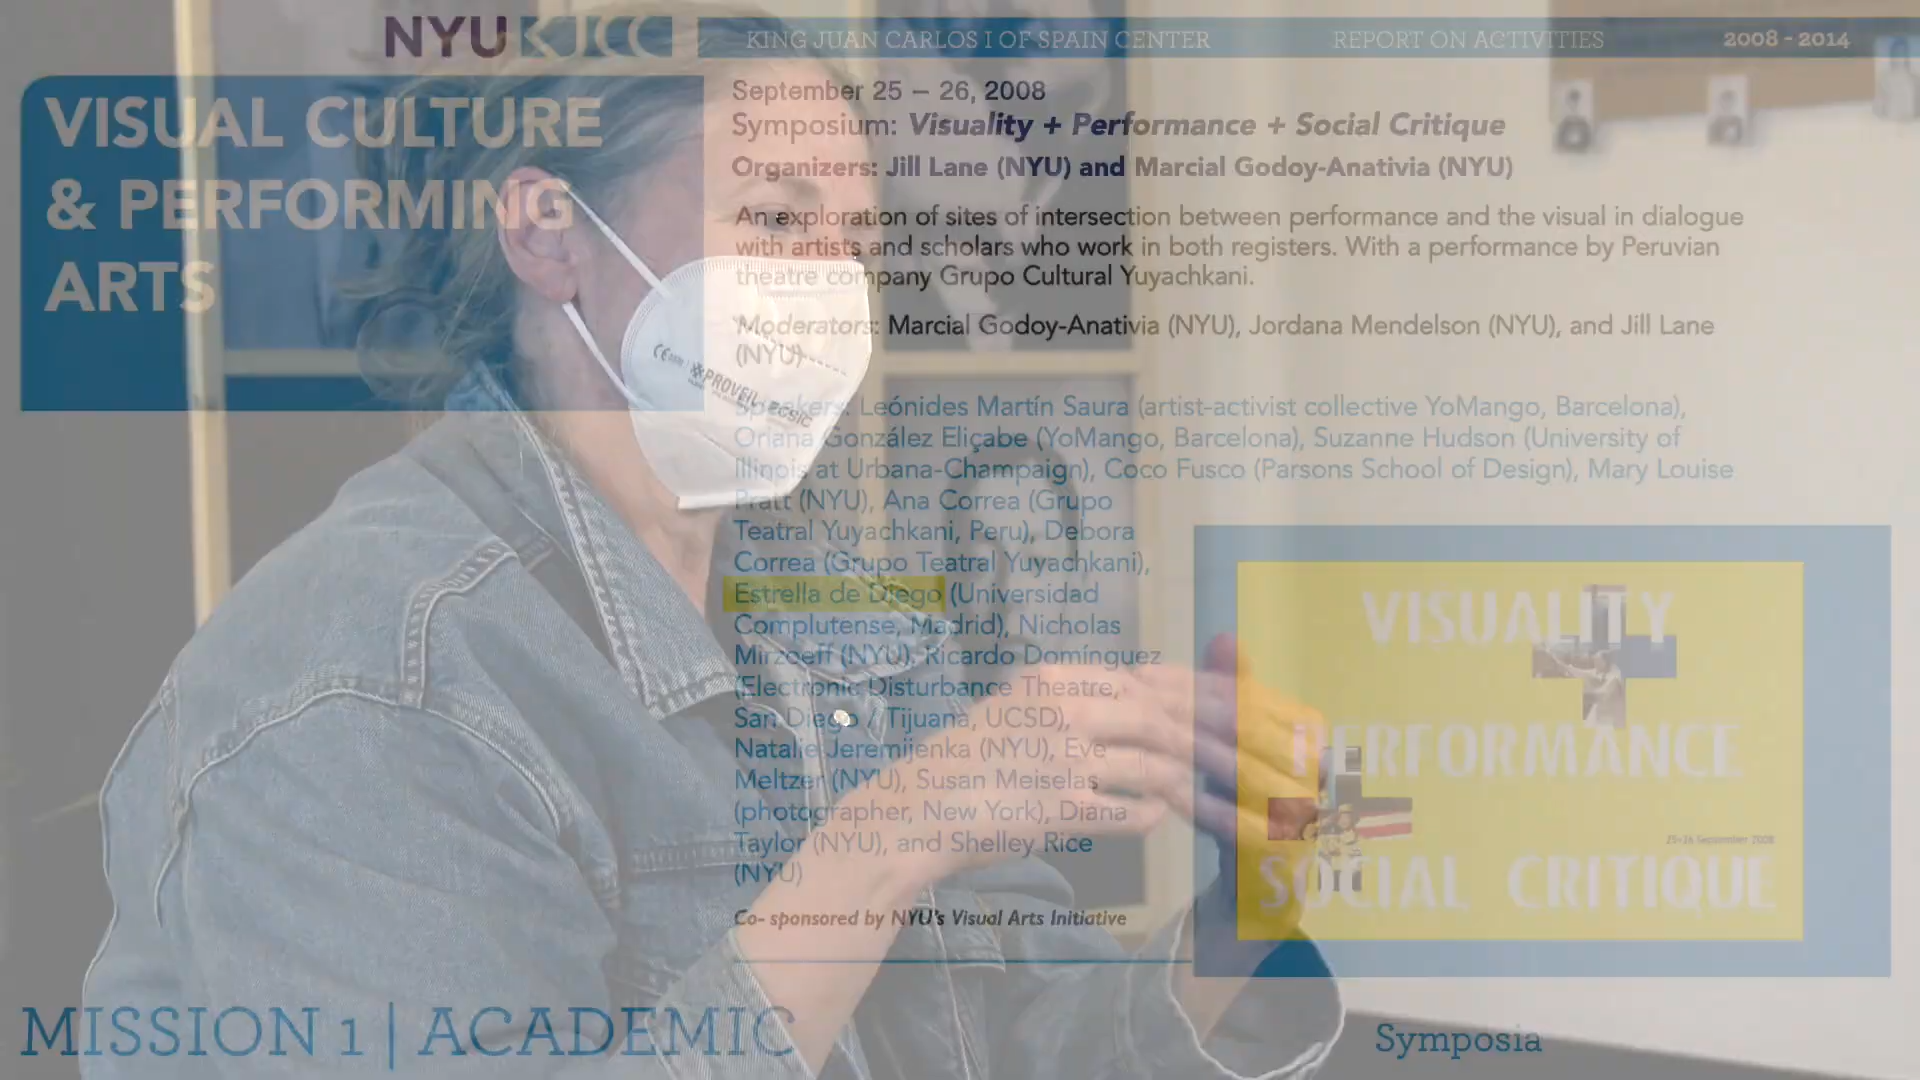 NYUKJCC
KING JUAN CARLOS I OF SPAIN CENTER
REPORT ON ACTIVITIES
2008 - 2014
VISUAL CULTURE
& PERFORMING
ARTS
September 25 – 26, 2008
Symposium: Visuality + Performance + Social Critique
Organizers: Jill Lane (NYU) and Marcial Godoy-Anativia (NYU)
An exploration of sites of intersection between performance and the visual in dialogue
with artists and scholars who work in both registers. With a performance by Peruvian
theatre company Grupo Cultural Yuyachkani.
Moderators: Marcial Godoy-Anativia (NYU), Jordana Mendelson (NYU), and Jill Lane
(NYU)
Speakers: Leónides Martín Saura (artist-activist collective YoMango, Barcelona),
Oriana González Eliçabe (YoMango, Barcelona), Suzanne Hudson (University of
Illinois at Urbana-Champaign), Coco Fusco (Parsons School of Design), Mary Louise
Pratt (NYU), Ana Correa (Grupo
Teatral Yuyachkani, Peru), Debora
Correa (Grupo Teatral Yuyachkani),
Estrella de Diego (Universidad
Complutense, Madrid), Nicholas
Mirzoeff (NYU), Ricardo Domínguez
(Electronic Disturbance Theatre,
San Diego / Tijuana, UCSD),
Natalie Jeremijenka (NYU), Eve
Meltzer (NYU), Susan Meiselas
(photographer, New York), Diana
Taylor (NYU), and Shelley Rice
(NYU)
Co- sponsored by NYU's Visual Arts Initiative
VISUALITY
PERFORMANCE
25-26 September 2008
SOCIAL CRITIQUE
PROVEIL
CSIC
MISSION 1 | ACADEMIC
Symposia